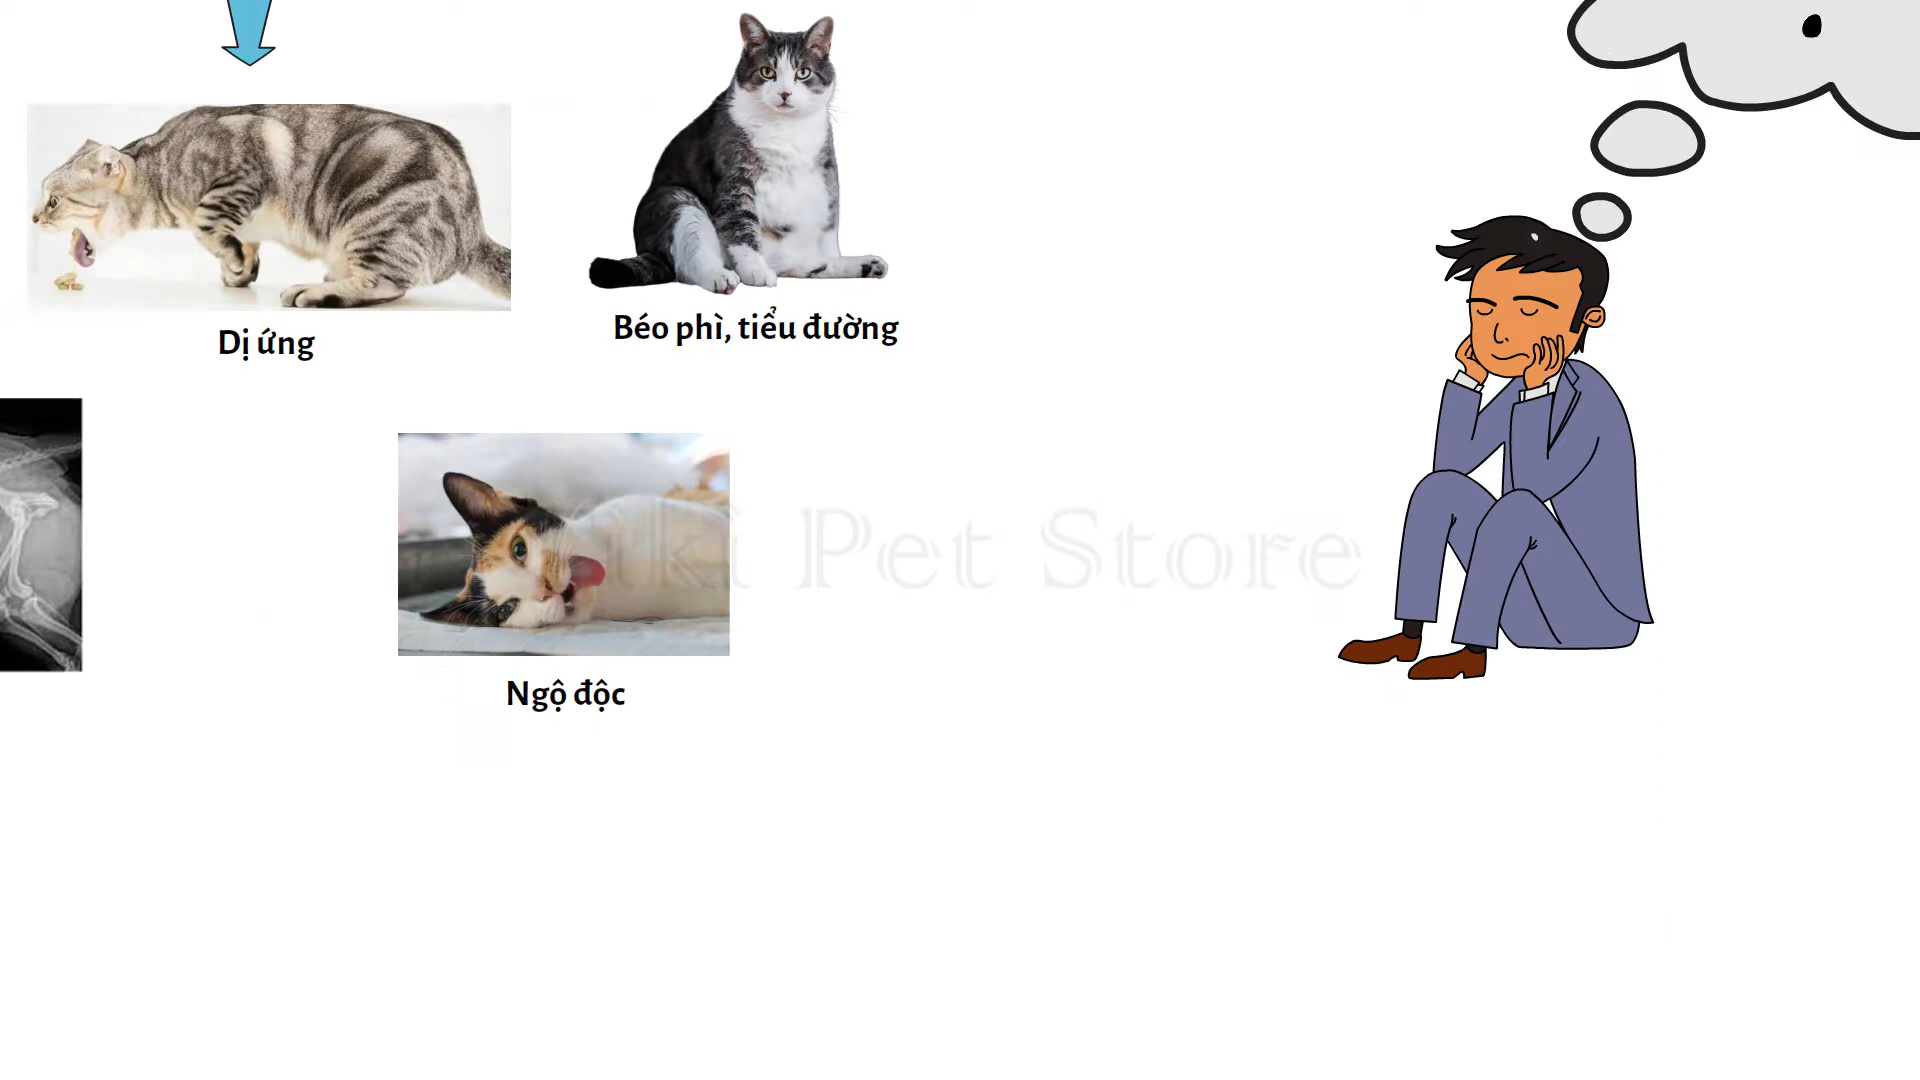 Béo phì, tiểu đường
Dị ứng
Pet Store
Ngộ độc